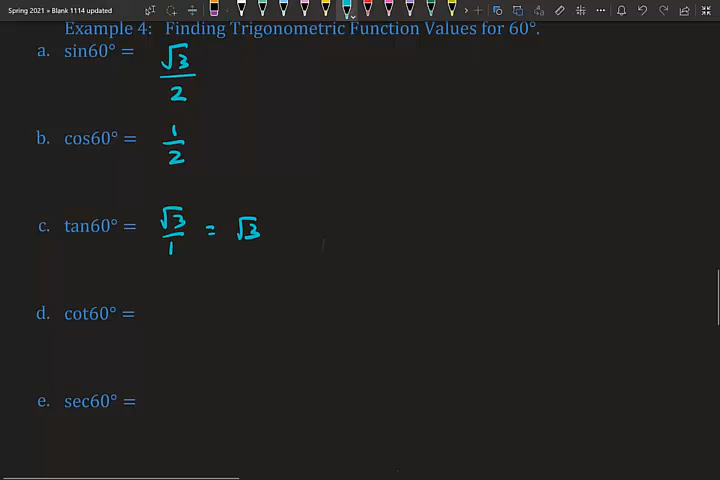 Spring 2021 » Blank 1114 updated
Example 4: Finding Trigonometric Function Values for 60°.
a. sin60° = √3/2
b. cos60° = 1/2
c. tan60° = √3/1 = √3
d. cot60° =
e. sec60° =